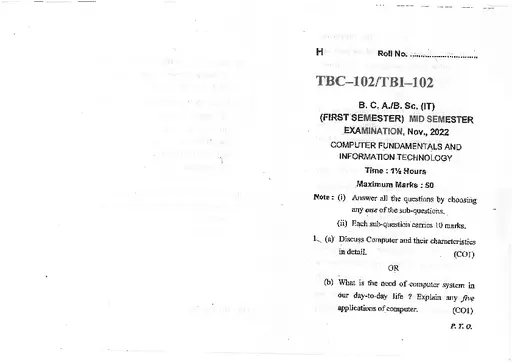 H Roll No. ............................
TBC–102/TBI–102
B. C. A./B. Sc. (IT)
(FIRST SEMESTER) MID SEMESTER
EXAMINATION, Nov., 2022
COMPUTER FUNDAMENTALS AND
INFORMATION TECHNOLOGY
Time : 1½ Hours
Maximum Marks : 50
Note : (i) Answer all the questions by choosing
any one of the sub-questions.
(ii) Each sub-question carries 10 marks.
1. (a) Discuss Computer and their characteristics
in detail. (CO1)
OR
(b) What is the need of computer system in
our day-to-day life ? Explain any five
applications of computer. (CO1)
P. T. O.